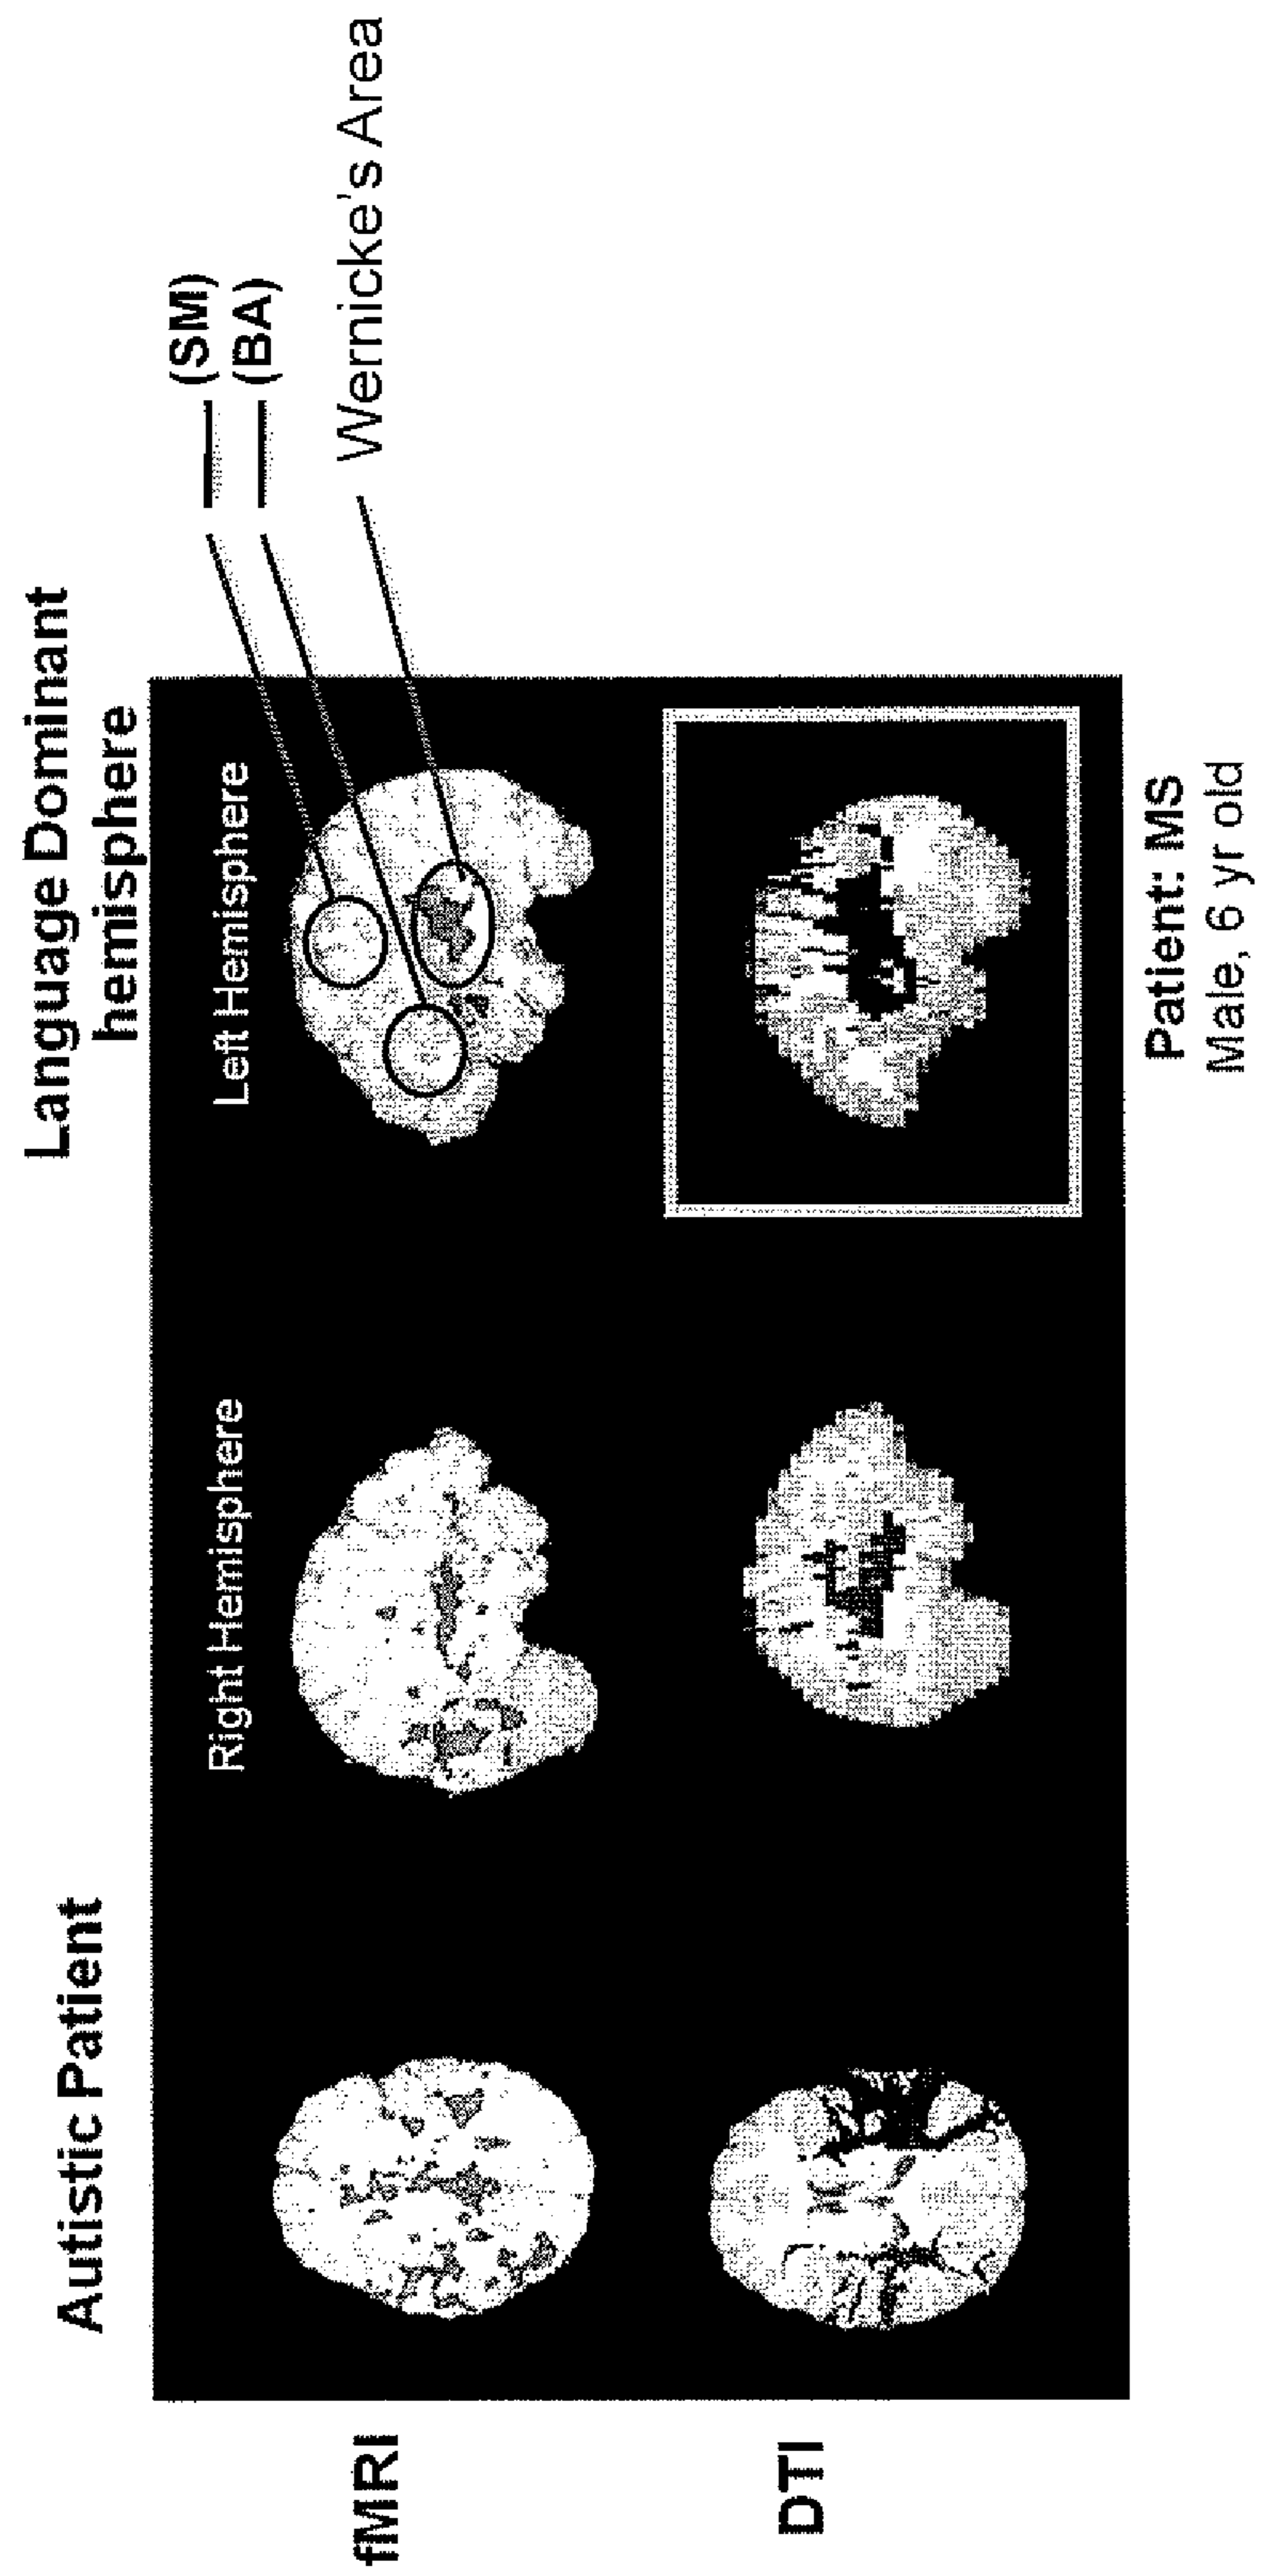 Autistic Patient
Language Dominant
hemisphere
Right Hemisphere
Left Hemisphere
(SM)
(BA)
Wernicke's Area
fMRI
DTI
Patient: MS
Male, 6 yr old